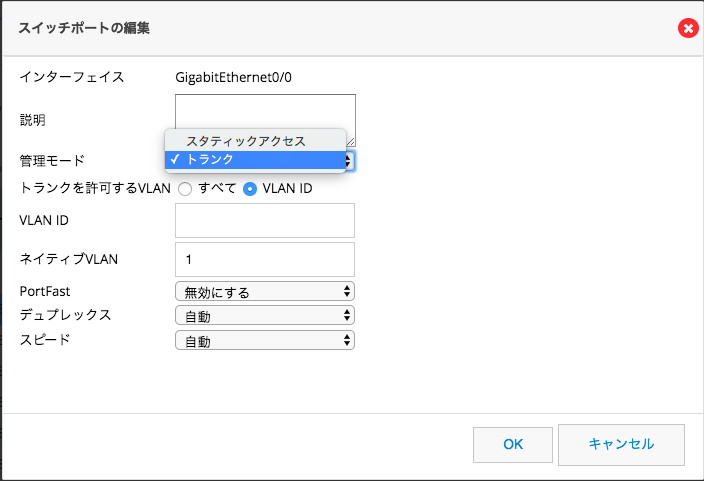 スイッチポートの編集
インターフェイス GigabitEthernet0/0
説明
スタティックアクセス
管理モード ✓ トランク
トランクを許可するVLAN すべて VLAN ID
VLAN ID
ネイティブVLAN 1
PortFast 無効にする
デュプレックス 自動
スピード 自動
OK キャンセル